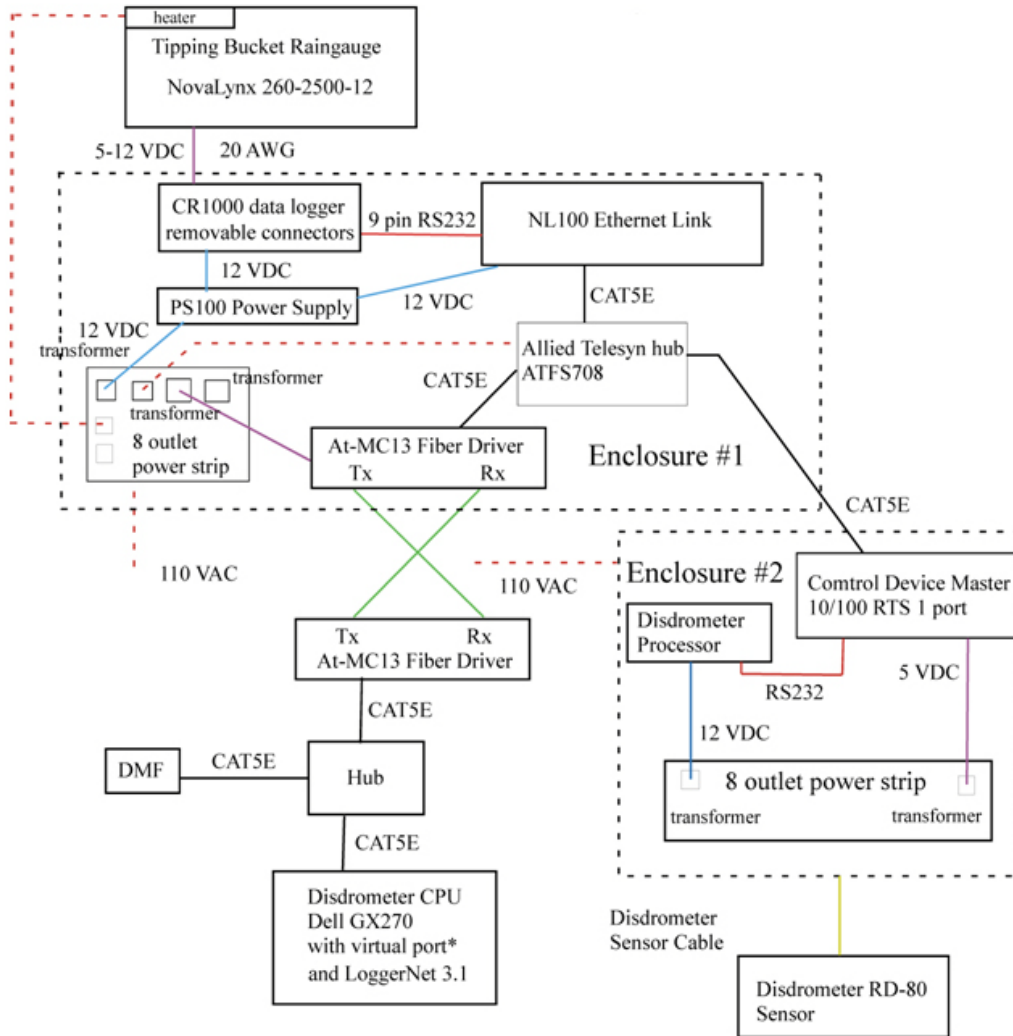 heater
Tipping Bucket Raingauge
NovaLynx 260-2500-12
5-12 VDC
20 AWG
CR1000 data logger
removable connectors
9 pin RS232
NL100 Ethernet Link
12 VDC
PS100 Power Supply
12 VDC
CAT5E
12 VDC
transformer
Allied Telesyn hub
ATFS708
CAT5E
transformer
transformer
8 outlet
power strip
At-MC13 Fiber Driver
Tx
Rx
Enclosure #1
CAT5E
110 VAC
110 VAC
Enclosure #2
Comtrol Device Master
10/100 RTS 1 port
Disdrometer
Processor
Tx
Rx
At-MC13 Fiber Driver
RS232
5 VDC
CAT5E
12 VDC
DMF
CAT5E
Hub
8 outlet power strip
transformer
transformer
CAT5E
Disdrometer CPU
Dell GX270
with virtual port*
and LoggerNet 3.1
Disdrometer
Sensor Cable
Disdrometer RD-80
Sensor